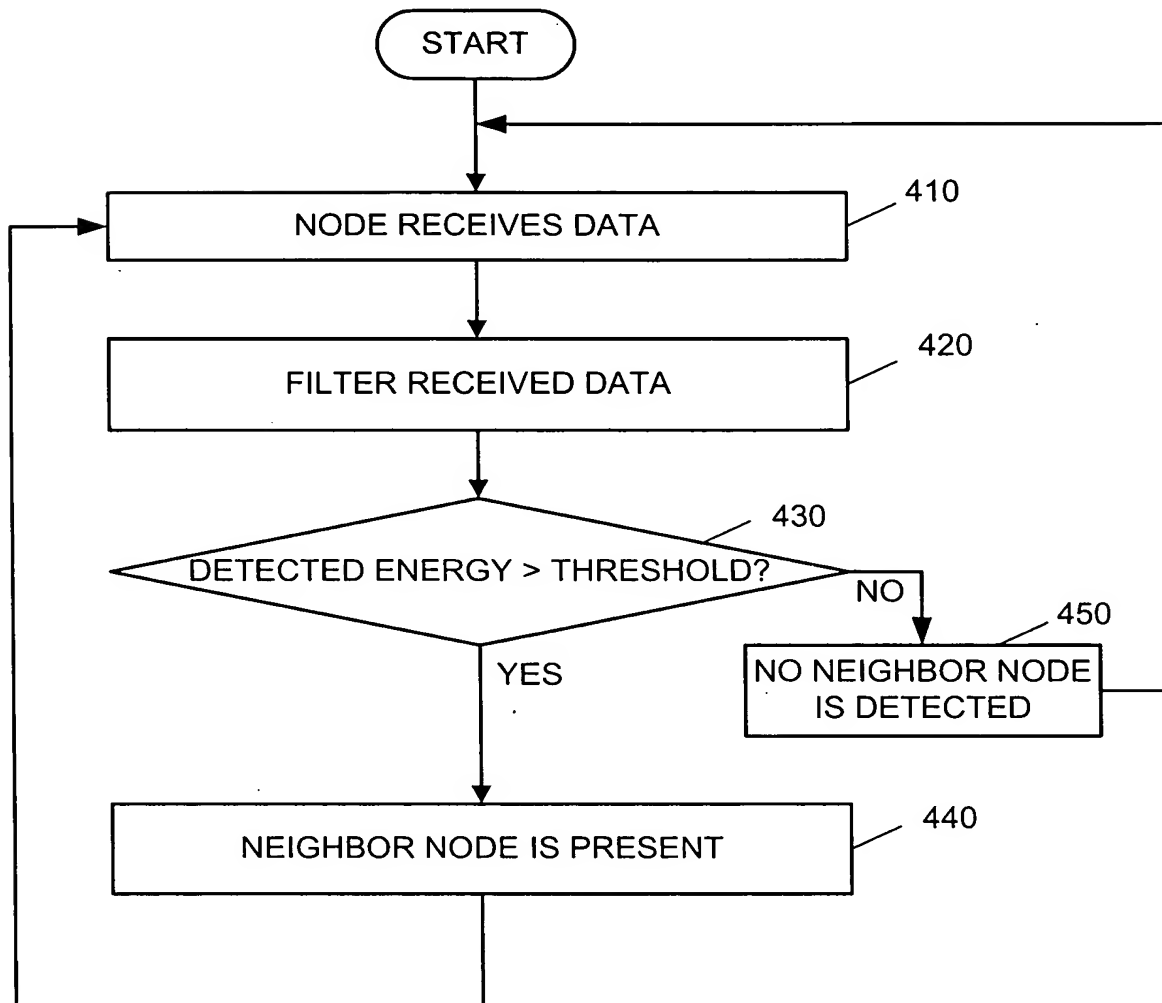 START
410
NODE RECEIVES DATA
420
FILTER RECEIVED DATA
430
DETECTED ENERGY > THRESHOLD?
NO
450
YES
NO NEIGHBOR NODE
IS DETECTED
440
NEIGHBOR NODE IS PRESENT